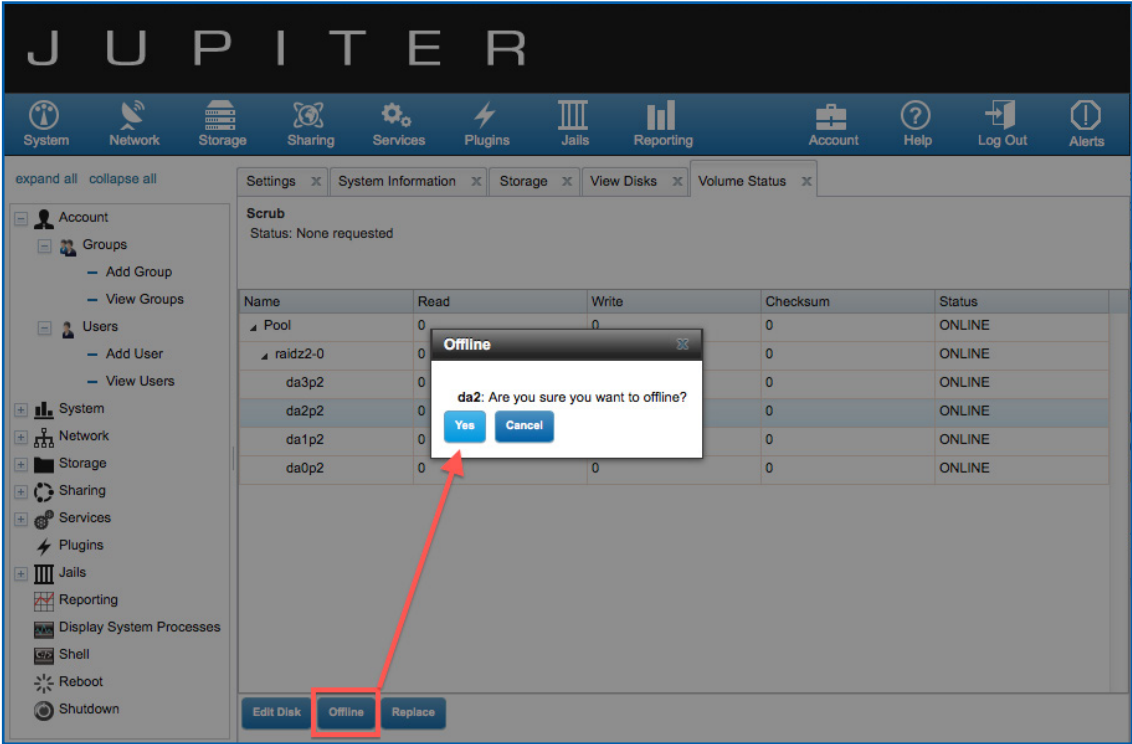 JUPITER
System Network Storage Sharing Services Plugins Jails Reporting Account Help Log Out Alerts
expand all collapse all
Settings System Information Storage View Disks Volume Status
Account
Groups
Add Group
View Groups
Users
Add User
View Users
System
Network
Storage
Sharing
Services
Plugins
Jails
Reporting
Display System Processes
Shell
Reboot
Shutdown
Scrub
Status: None requested
Name Read Write Checksum Status
Pool 0 0 0 ONLINE
raidz2-0 0 0 ONLINE
da3p2 0 0 ONLINE
da2p2 0 0 ONLINE
da1p2 0 0 ONLINE
da0p2 0 0 0 ONLINE
Offline
da2: Are you sure you want to offline?
Yes Cancel
Edit Disk Offline Replace